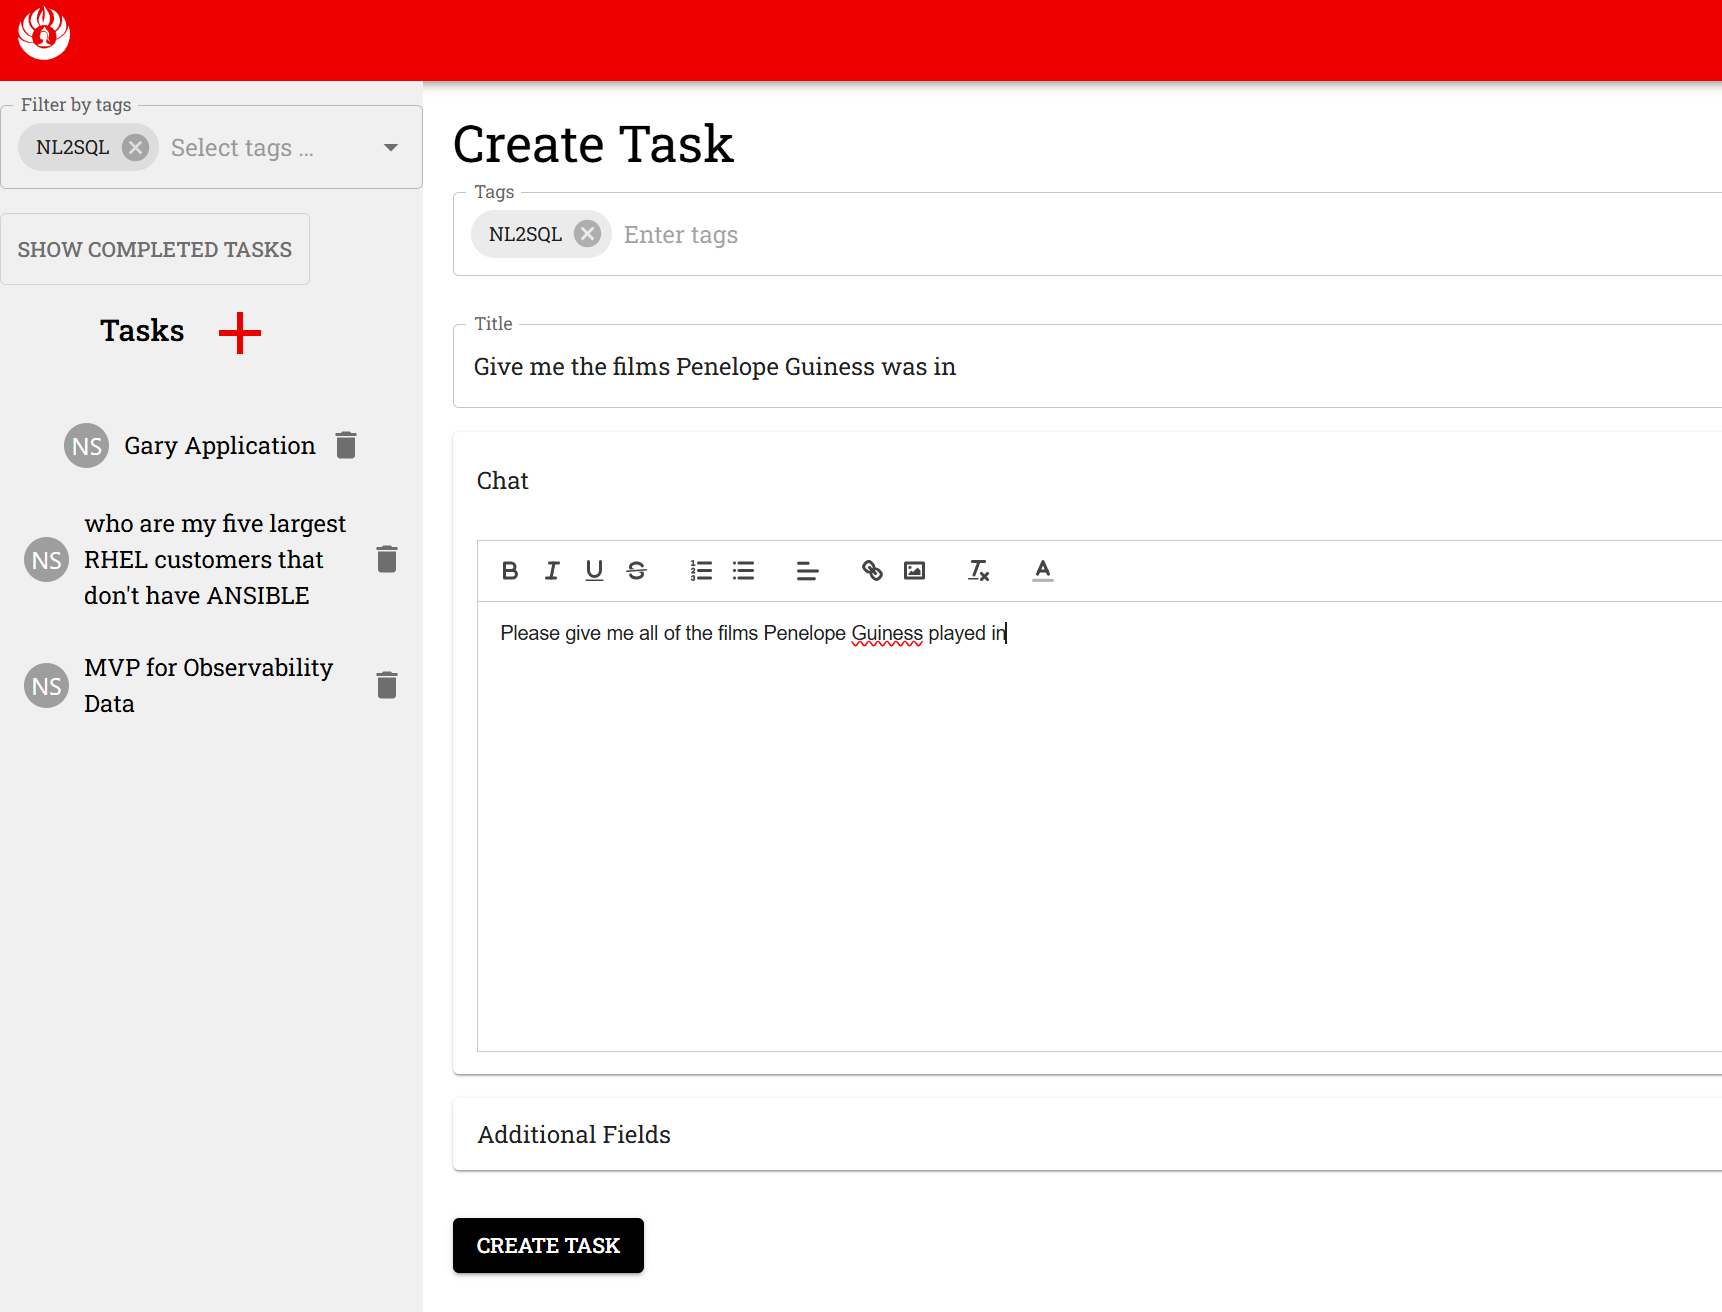 Filter by tags
NL2SQL Select tags ...
SHOW COMPLETED TASKS
Tasks
NS Gary Application
NS who are my five largest
RHEL customers that
don't have ANSIBLE
NS MVP for Observability
Data
Create Task
Tags
NL2SQL Enter tags
Title
Give me the films Penelope Guiness was in
Chat
Please give me all of the films Penelope Guiness played in
Additional Fields
CREATE TASK